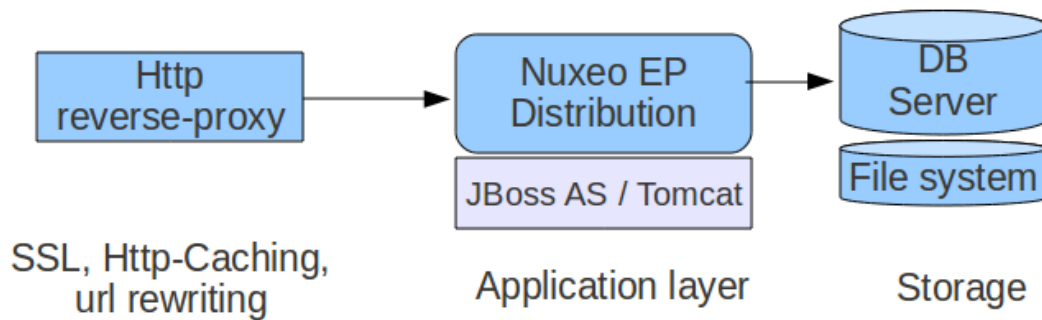 Http
reverse-proxy
Nuxeo EP
Distribution
JBoss AS / Tomcat
DB
Server
File system
SSL, Http-Caching,
url rewriting
Application layer
Storage